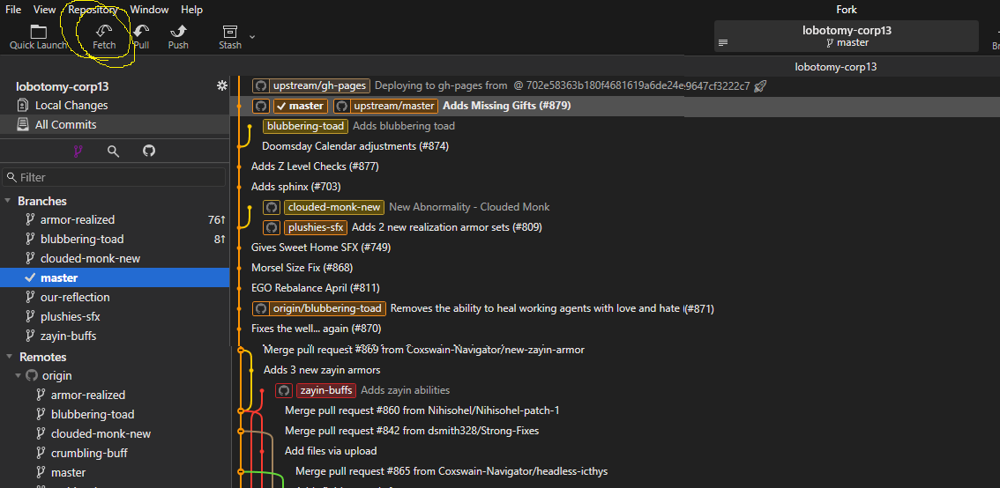 File View Repository Window Help
Fork
Quick Launch Fetch Pull Push Stash
lobotomy-corp13
master
lobotomy-corp13
lobotomy-corp13
Local Changes
All Commits
Filter
Branches
armor-realized 76↑
blubbering-toad 8↑
clouded-monk-new
master
our-reflection
plushies-sfx
zayin-buffs
Remotes
origin
armor-realized
blubbering-toad
clouded-monk-new
crumbling-buff
master
upstream/gh-pages Deploying to gh-pages from @ 702e58363b180f4681619a6de24e9647cf3222c7
master upstream/master Adds Missing Gifts (#879)
blubbering-toad Adds blubbering toad
Doomsday Calendar adjustments (#874)
Adds Z Level Checks (#877)
Adds sphinx (#703)
clouded-monk-new New Abnormality - Clouded Monk
plushies-sfx Adds 2 new realization armor sets (#809)
Gives Sweet Home SFX (#749)
Morsel Size Fix (#868)
EGO Rebalance April (#811)
origin/blubbering-toad Removes the ability to heal working agents with love and hate (#871)
Fixes the well... again (#870)
Merge pull request #869 from Coxswain-Navigator/new-zayin-armor
Adds 3 new zayin armors
zayin-buffs Adds zayin abilities
Merge pull request #860 from Nihisohel/Nihisohel-patch-1
Merge pull request #842 from dsmith328/Strong-Fixes
Add files via upload
Merge pull request #865 from Coxswain-Navigator/headless-icthys